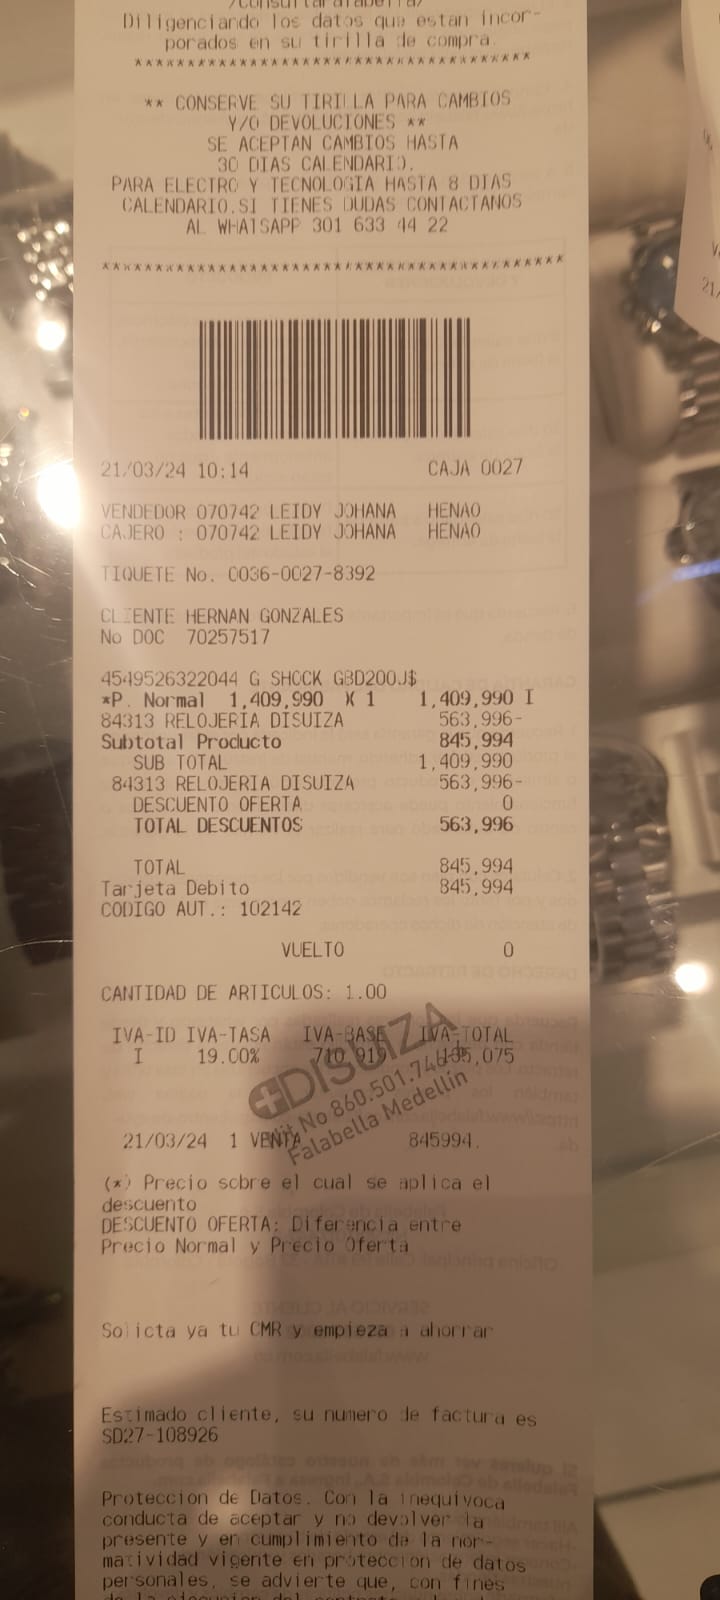 Diligenciando los datos que estan incor-
porados en su tirilla de compra.
***********************************
** CONSERVE SU TIRILLA PARA CAMBIOS
Y/O DEVOLUCIONES **
SE ACEPTAN CAMBIOS HASTA
30 DIAS CALENDARIO.
PARA ELECTRO Y TECNOLOGIA HASTA 8 DIAS
CALENDARIO.SI TIENES DUDAS CONTACTANOS
AL WHATSAPP 301 633 44 22
****************************************
21/03/24 10:14 CAJA 0027
VENDEDOR 070742 LEIDY JOHANA HENAO
CAJERO : 070742 LEIDY JOHANA HENAO
TIQUETE No. 0036-0027-8392
CLIENTE HERNAN GONZALES
No DOC 70257517
4549526322044 G SHOCK GBD200J$
*P. Normal 1,409,990 X 1 1,409,990 I
84313 RELOJERIA DISUIZA 563,996-
Subtotal Producto 845,994
SUB TOTAL 1,409,990
84313 RELOJERIA DISUIZA 563,996-
DESCUENTO OFERTA 0
TOTAL DESCUENTOS 563,996
TOTAL 845,994
Tarjeta Debito 845,994
CODIGO AUT.: 102142
VUELTO 0
CANTIDAD DE ARTICULOS: 1.00
IVA-ID IVA-TASA IVA-BASE IVA-TOTAL
I 19.00% 710,919 135,075
DISUIZA
Nit No 860.501.74
Falabella Medellín
21/03/24 1 VENTA 845994.
(*) Precio sobre el cual se aplica el
descuento
DESCUENTO OFERTA: Diferencia entre
Precio Normal y Precio Oferta
Solicta ya tu CMR y empieza a ahorrar
Estimado cliente, su numero de factura es
SD27-108926
Proteccion de Datos. Con la inequivoca
conducta de aceptar y no devolver la
presente y en cumplimiento de la nor-
matividad vigente en proteccion de datos
personales, se advierte que, con fines